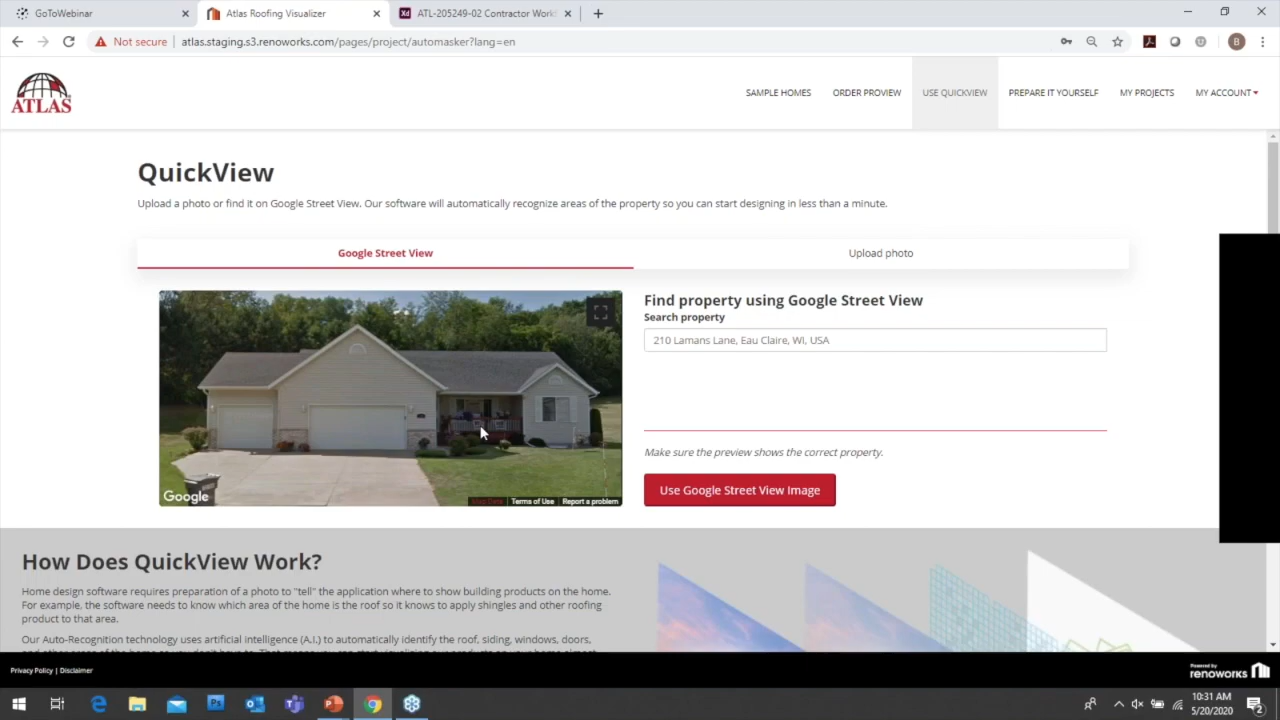 GoToWebinar
Atlas Roofing Visualizer
ATL-205249-02 Contractor Work
Not secure
atlas.staging.s3.renoworks.com/pages/project/automasker?lang=en
B
ATLAS
SAMPLE HOMES
ORDER PROVIEW
USE QUICKVIEW
PREPARE IT YOURSELF
MY PROJECTS
MY ACCOUNT
QuickView
Upload a photo or find it on Google Street View. Our software will automatically recognize areas of the property so you can start designing in less than a minute.
Google Street View
Upload photo
Find property using Google Street View
Search property
210 Lamans Lane, Eau Claire, WI, USA
Make sure the preview shows the correct property.
Use Google Street View Image
Google
Map Data
Terms of Use
Report a problem
How Does QuickView Work?
Home design software requires preparation of a photo to "tell" the application where to show building products on the home.
For example, the software needs to know which area of the home is the roof so it knows to apply shingles and other roofing
product to that area.
Our Auto-Recognition technology uses artificial intelligence (A.I.) to automatically identify the roof, siding, windows, doors,
Privacy Policy | Disclaimer
Powered by
renoworks
10:31 AM
5/20/2020
2